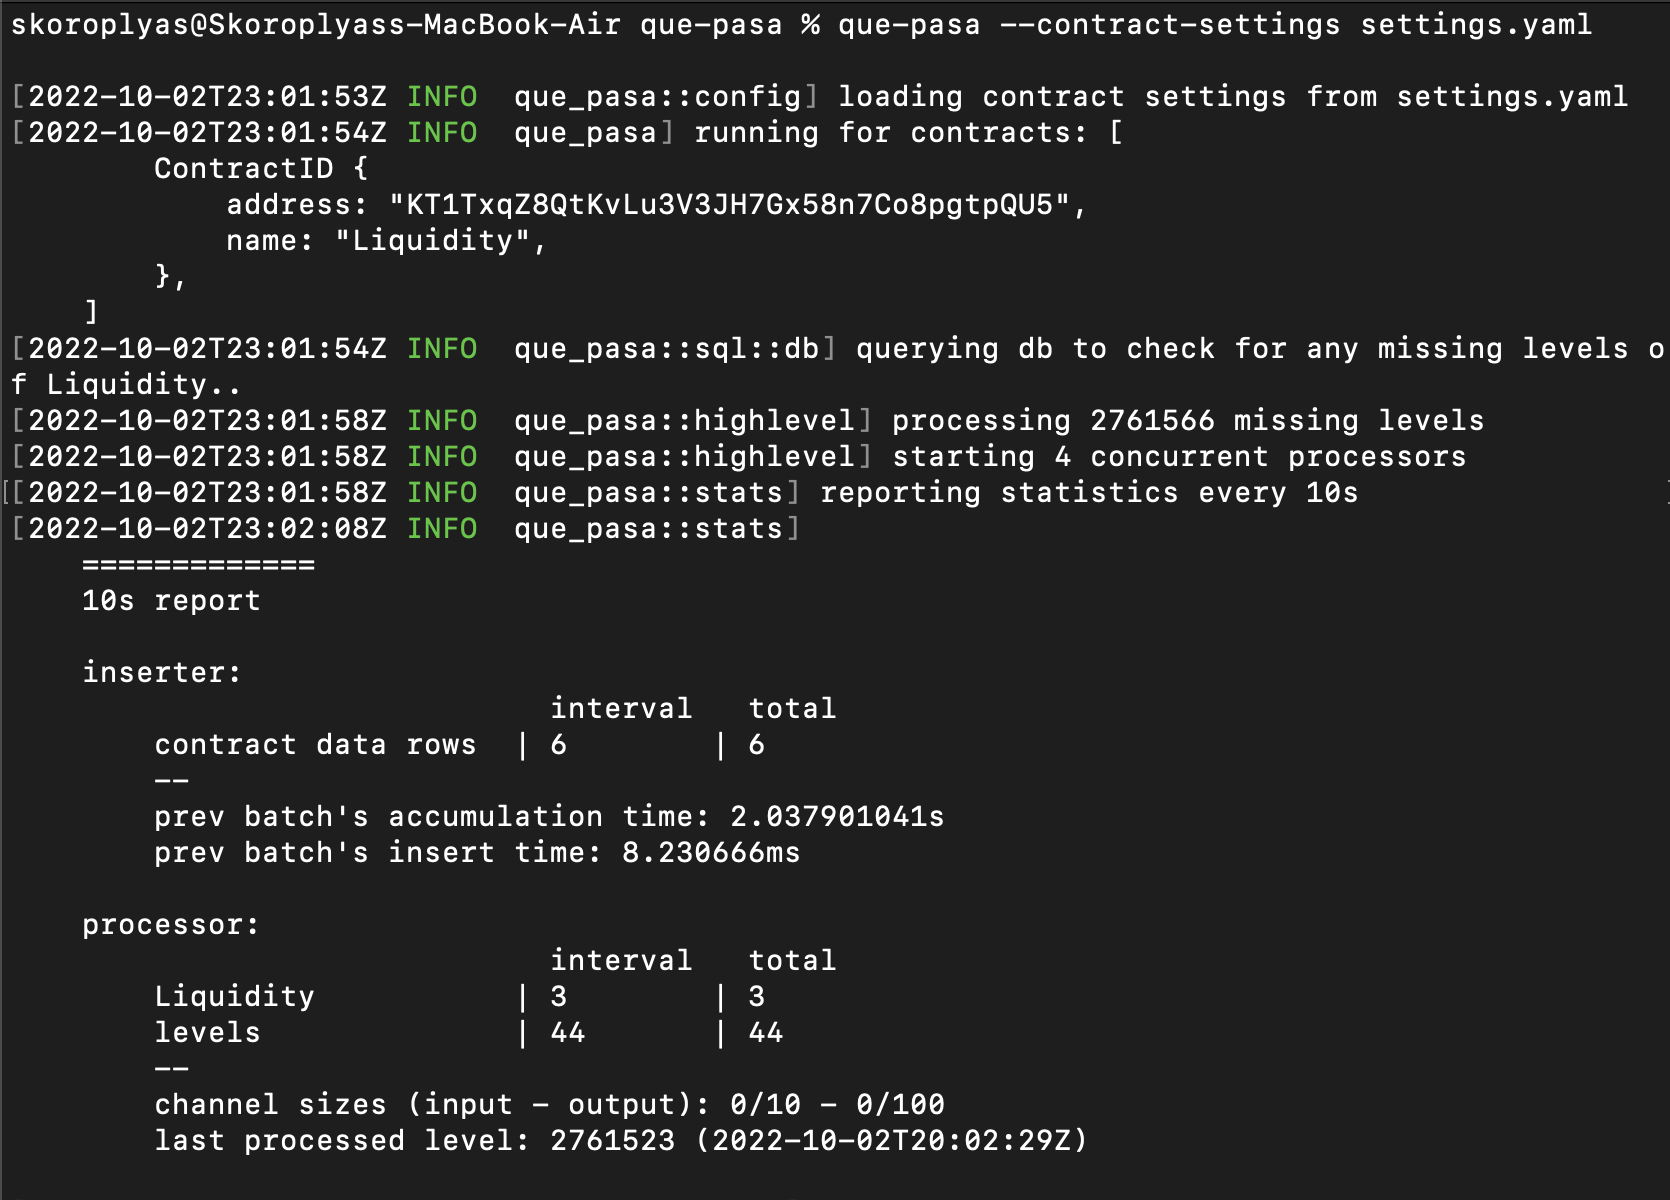 skoroplyas@Skoroplyass-MacBook-Air que-pasa % que-pasa --contract-settings settings.yaml
[2022-10-02T23:01:53Z INFO  que_pasa::config] loading contract settings from settings.yaml
[2022-10-02T23:01:54Z INFO  que_pasa] running for contracts: [
        ContractID {
            address: "KT1TxqZ8QtKvLu3V3JH7Gx58n7Co8pgtpQU5",
            name: "Liquidity",
        },
    ]
[2022-10-02T23:01:54Z INFO  que_pasa::sql::db] querying db to check for any missing levels o
f Liquidity..
[2022-10-02T23:01:58Z INFO  que_pasa::highlevel] processing 2761566 missing levels
[2022-10-02T23:01:58Z INFO  que_pasa::highlevel] starting 4 concurrent processors
[2022-10-02T23:01:58Z INFO  que_pasa::stats] reporting statistics every 10s
[2022-10-02T23:02:08Z INFO  que_pasa::stats]
    =============
    10s report
    inserter:
                              interval   total
        contract data rows  | 6        | 6
        --
        prev batch's accumulation time: 2.037901041s
        prev batch's insert time: 8.230666ms
    processor:
                              interval   total
        Liquidity           | 3        | 3
        levels              | 44       | 44
        --
        channel sizes (input - output): 0/10 - 0/100
        last processed level: 2761523 (2022-10-02T20:02:29Z)